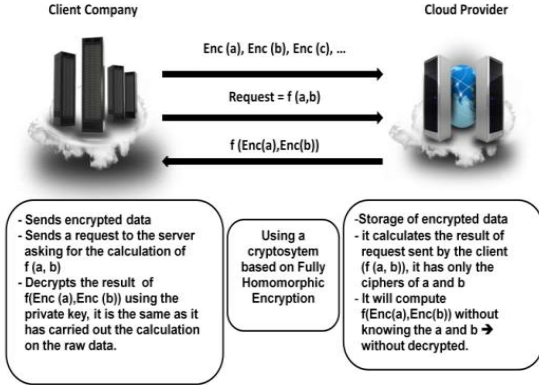 Client Company
Cloud Provider
Enc (a), Enc (b), Enc (c), ...
Request = f (a,b)
f (Enc(a),Enc(b))
- Sends encrypted data
- Sends a request to the server
asking for the calculation of
f (a, b)
- Decrypts the result of
f(Enc (a),Enc (b)) using the
private key, it is the same as it
has carried out the calculation
on the raw data.
Using a
cryptosytem
based on Fully
Homomorphic
Encryption
-Storage of encrypted data
- it calculates the result of
request sent by the client
(f (a, b)), it has only the
ciphers of a and b
- It will compute
f(Enc(a),Enc(b)) without
knowing the a and b ➔
without decrypted.